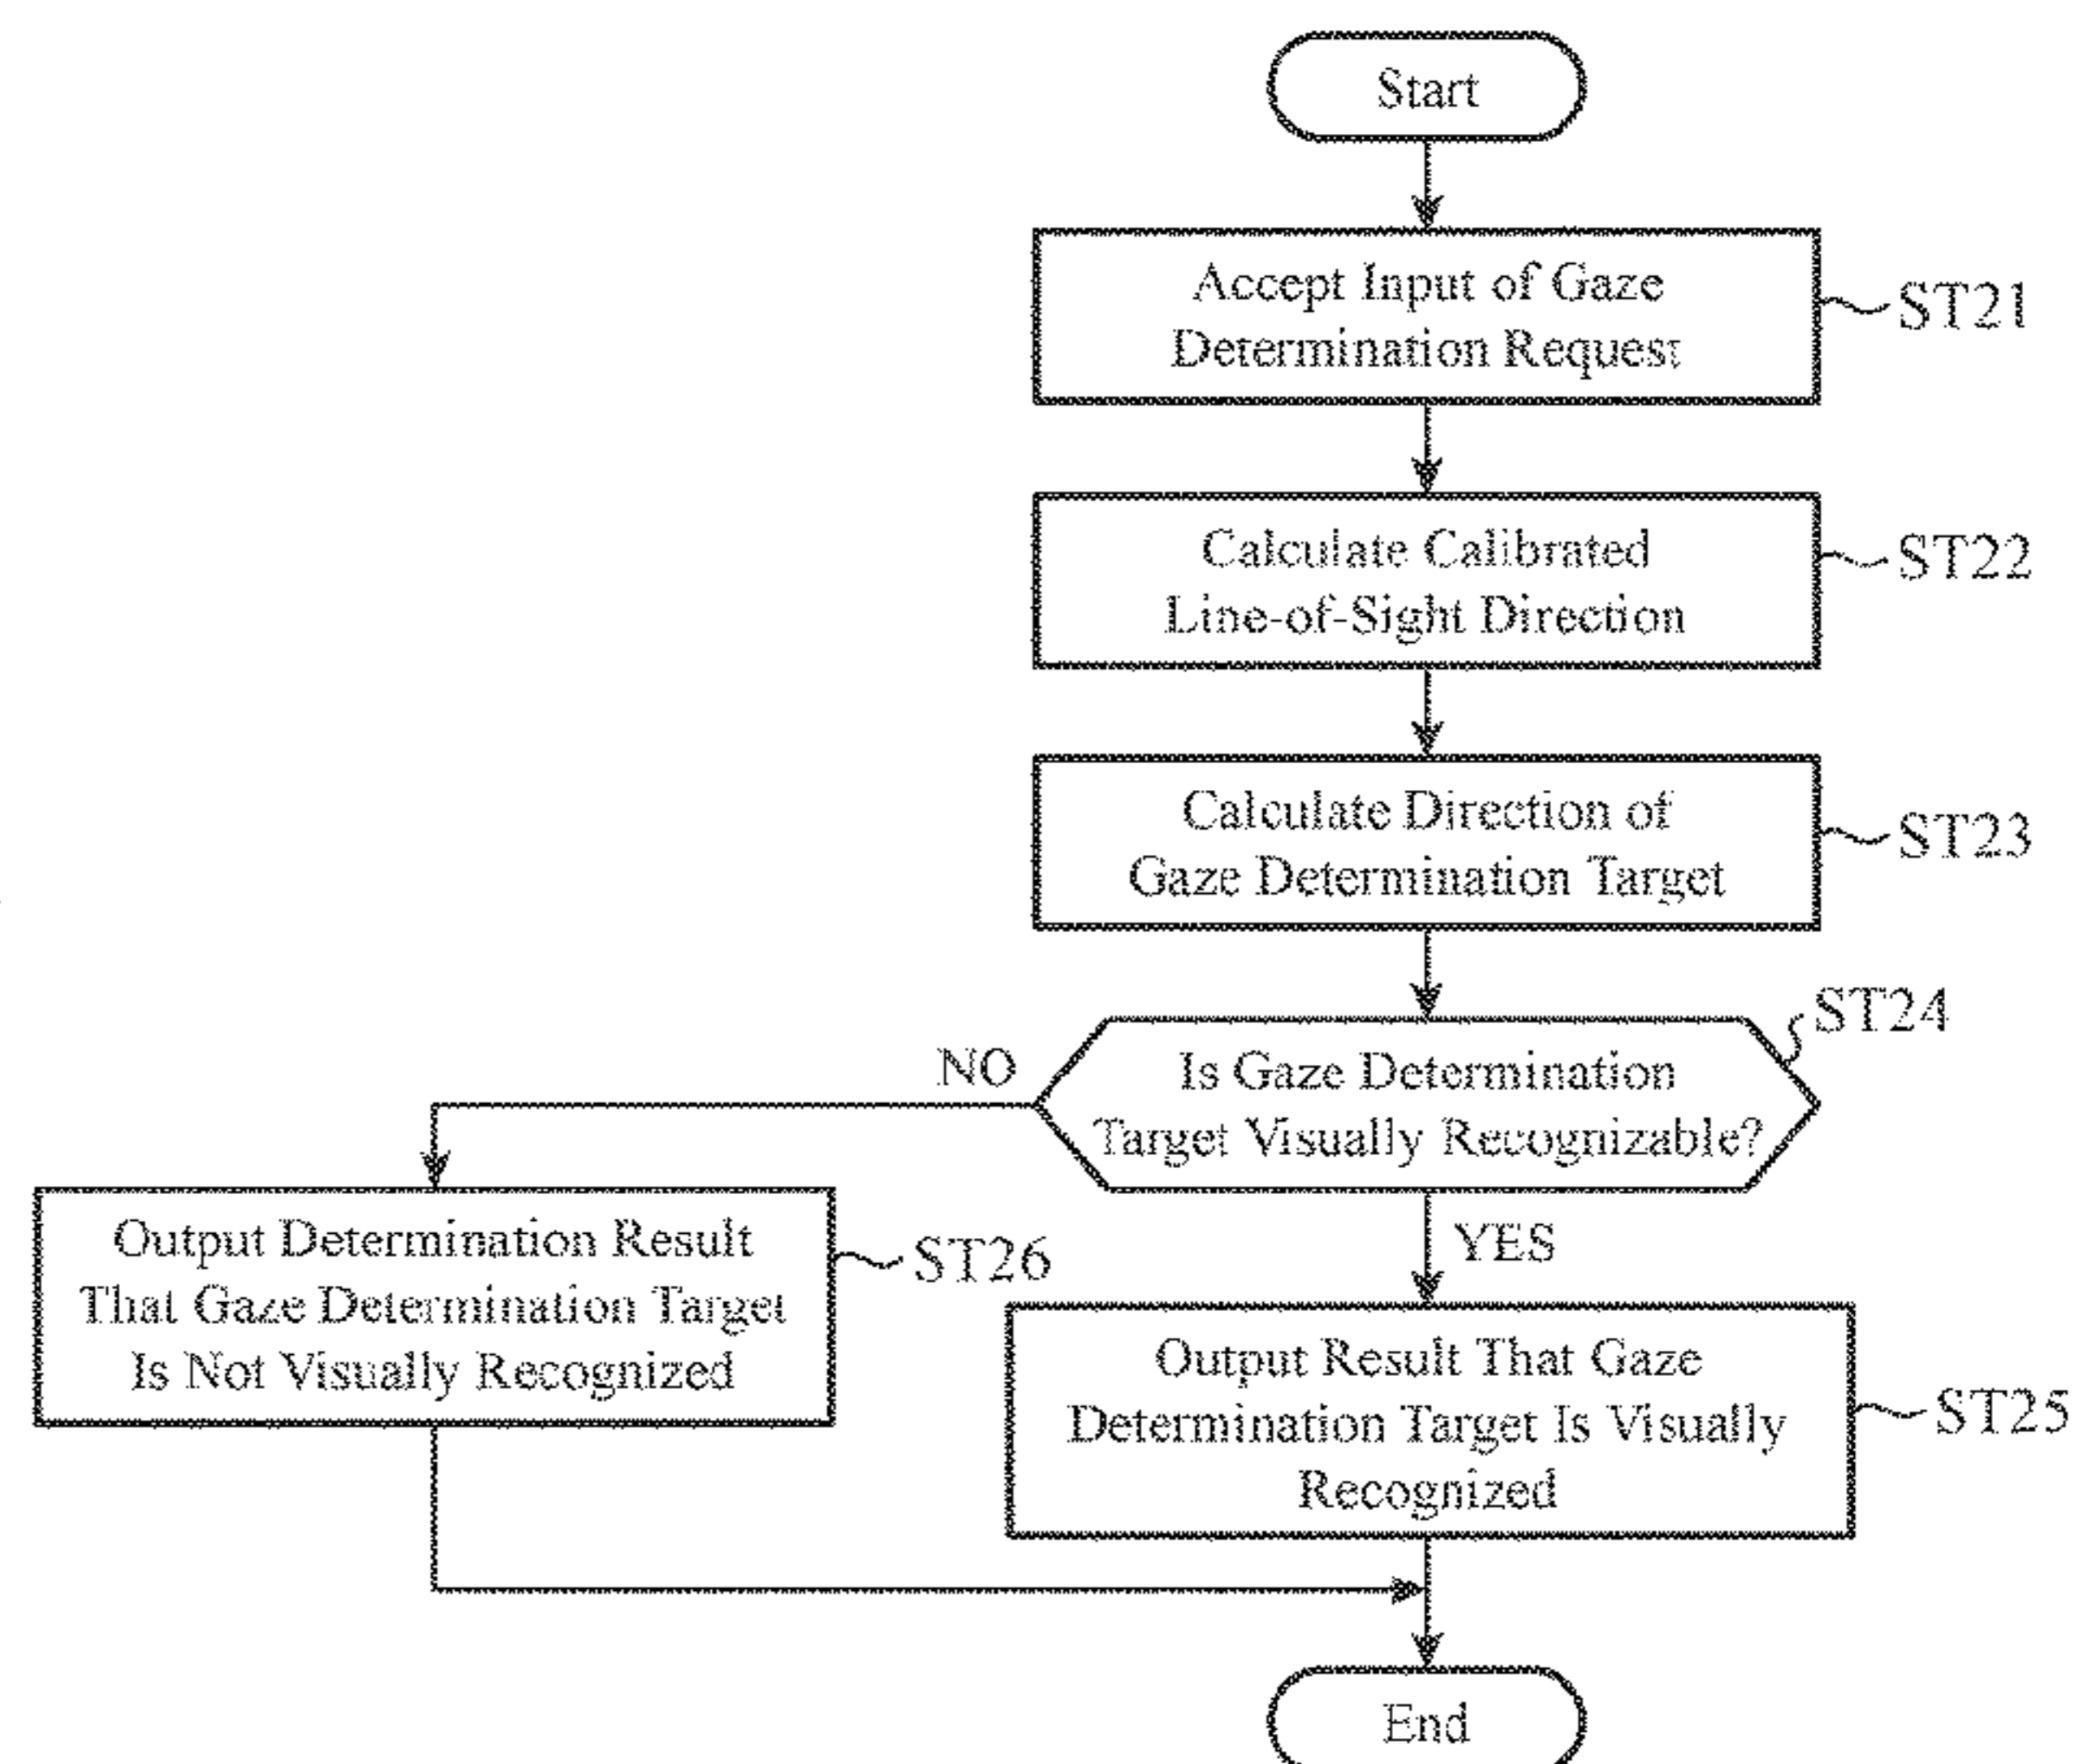 Start
Accept Input of Gaze
Determination Request
ST21
Calculate Calibrated
Line-of-Sight Direction
ST22
Calculate Direction of
Gaze Determination Target
ST23
ST24
Is Gaze Determination
Target Visually Recognizable?
NO
YES
Output Determination Result
That Gaze Determination Target
Is Not Visually Recognized
ST26
Output Result That Gaze
Determination Target Is Visually
Recognized
ST25
End